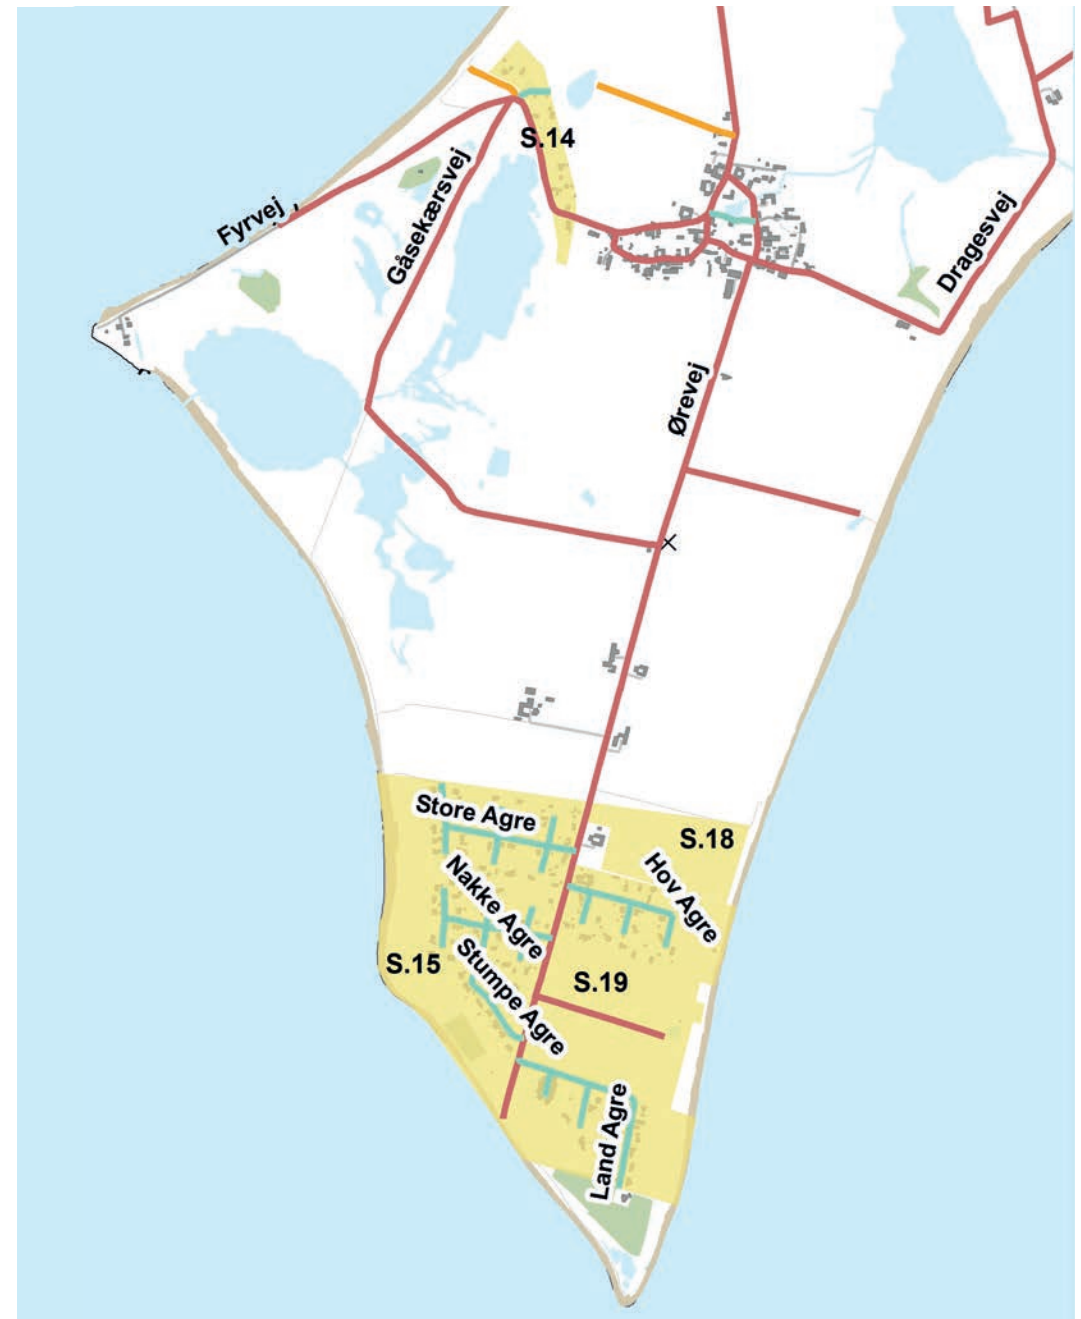 S.14
Fyrvej
Gåsekærsvej
Dragesvej
Ørevej
Store Agre
S.18
Hov Agre
Nakke Agre
S.15
Stumpe Agre
S.19
Land Agre